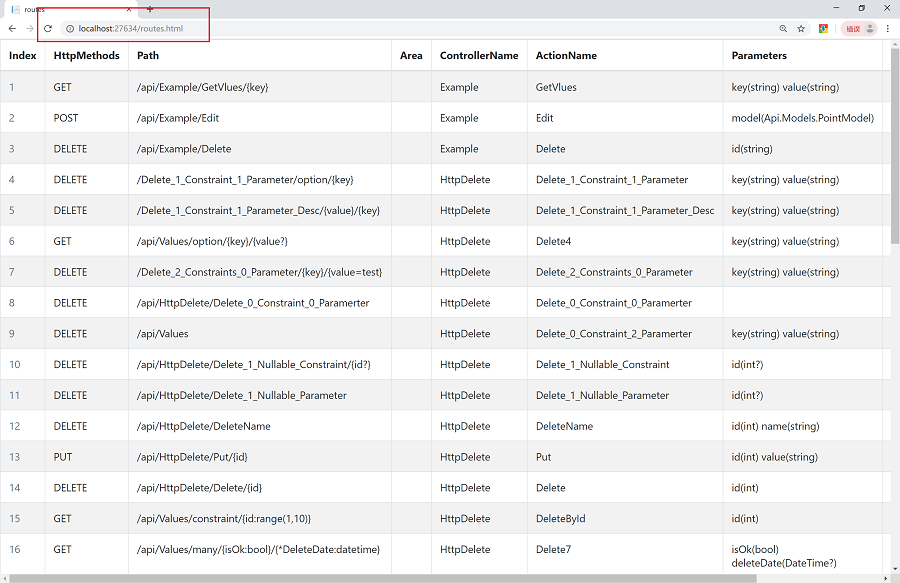 routes
localhost:27634/routes.html
错误
Index HttpMethods Path Area ControllerName ActionName Parameters
1 GET /api/Example/GetVlues/{key} Example GetVlues key(string) value(string)
2 POST /api/Example/Edit Example Edit model(Api.Models.PointModel)
3 DELETE /api/Example/Delete Example Delete id(string)
4 DELETE /Delete_1_Constraint_1_Parameter/option/{key} HttpDelete Delete_1_Constraint_1_Parameter key(string) value(string)
5 DELETE /Delete_1_Constraint_1_Parameter_Desc/{value}/{key} HttpDelete Delete_1_Constraint_1_Parameter_Desc key(string) value(string)
6 GET /api/Values/option/{key}/{value?} HttpDelete Delete4 key(string) value(string)
7 DELETE /Delete_2_Constraints_0_Parameter/{key}/{value=test} HttpDelete Delete_2_Constraints_0_Parameter key(string) value(string)
8 DELETE /api/HttpDelete/Delete_0_Constraint_0_Paramerter HttpDelete Delete_0_Constraint_0_Paramerter
9 DELETE /api/Values HttpDelete Delete_0_Constraint_2_Paramerter key(string) value(string)
10 DELETE /api/HttpDelete/Delete_1_Nullable_Constraint/{id?} HttpDelete Delete_1_Nullable_Constraint id(int?)
11 DELETE /api/HttpDelete/Delete_1_Nullable_Parameter HttpDelete Delete_1_Nullable_Parameter id(int?)
12 DELETE /api/HttpDelete/DeleteName HttpDelete DeleteName id(int) name(string)
13 PUT /api/HttpDelete/Put/{id} HttpDelete Put id(int) value(string)
14 DELETE /api/HttpDelete/Delete/{id} HttpDelete Delete id(int)
15 GET /api/Values/constraint/{id:range(1,10)} HttpDelete DeleteById id(int)
16 GET /api/Values/many/{isOk:bool}/{*DeleteDate:datetime} HttpDelete Delete7 isOk(bool)
deleteDate(DateTime?)